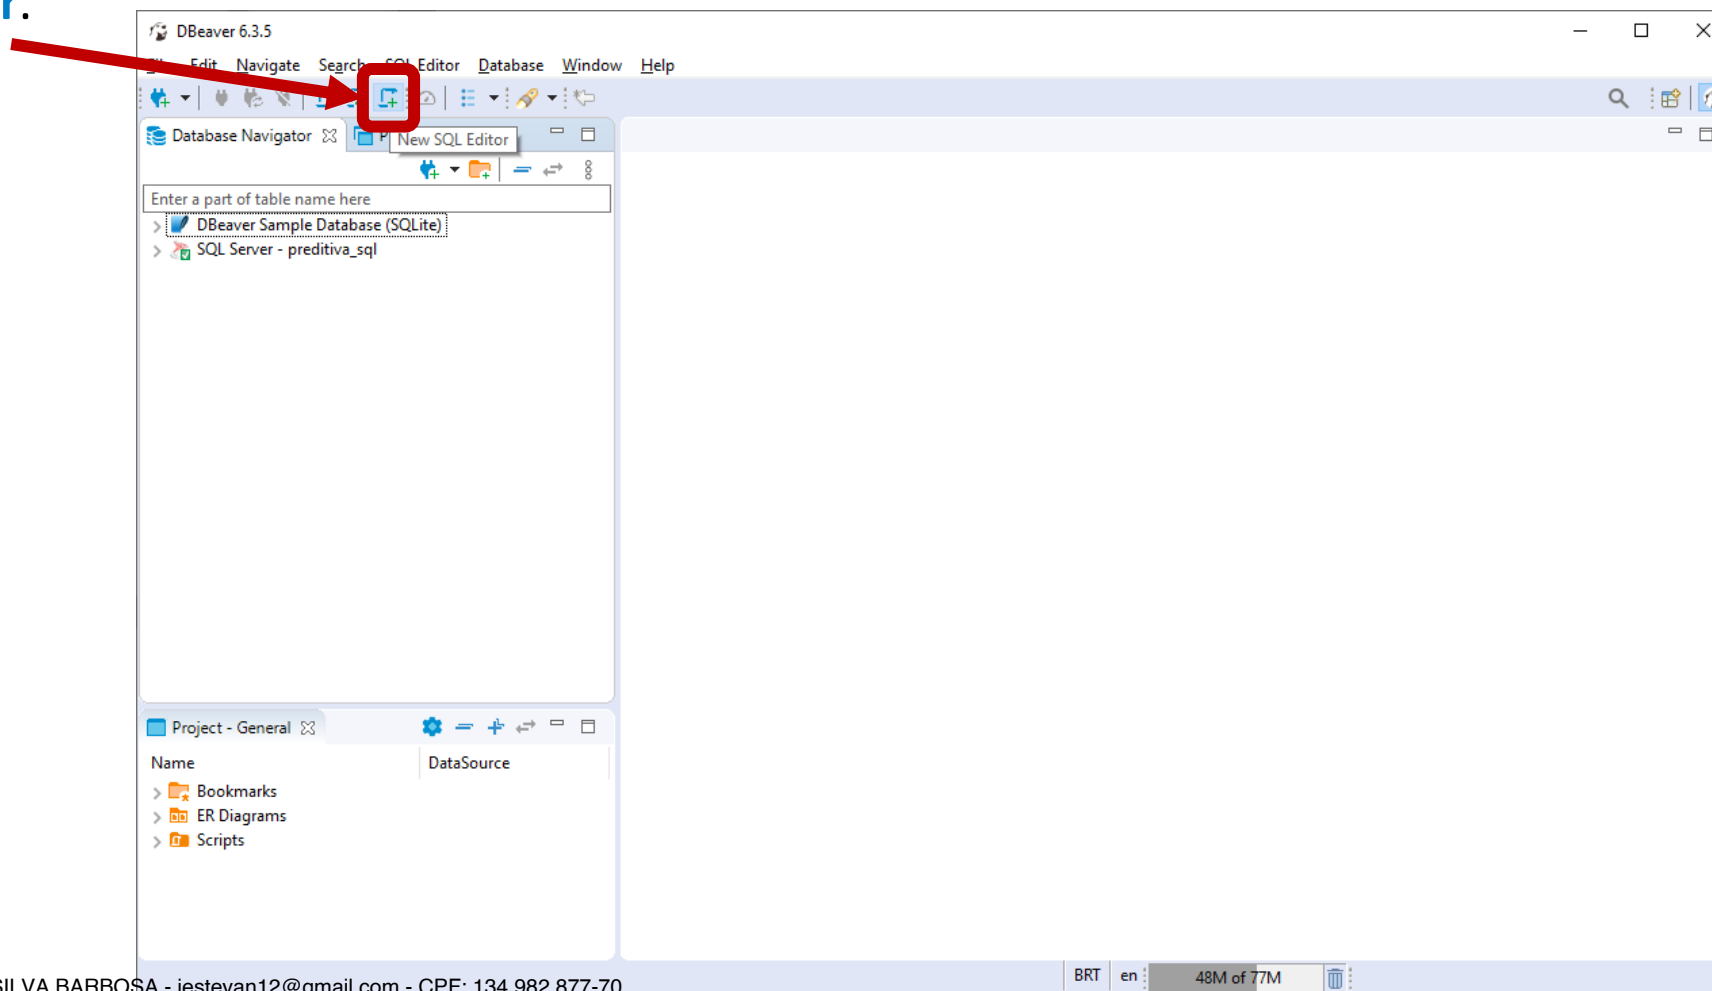 r.
DBeaver 6.3.5
Edit Navigate Search SQL Editor Database Window Help
Database Navigator
New SQL Editor
Enter a part of table name here
DBeaver Sample Database (SQLite)
SQL Server - preditiva_sql
Project - General
Name DataSource
Bookmarks
ER Diagrams
Scripts
SILVA BARBOSA - jestevan12@gmail.com - CPF: 134.982.877-70
BRT en 48M of 77M